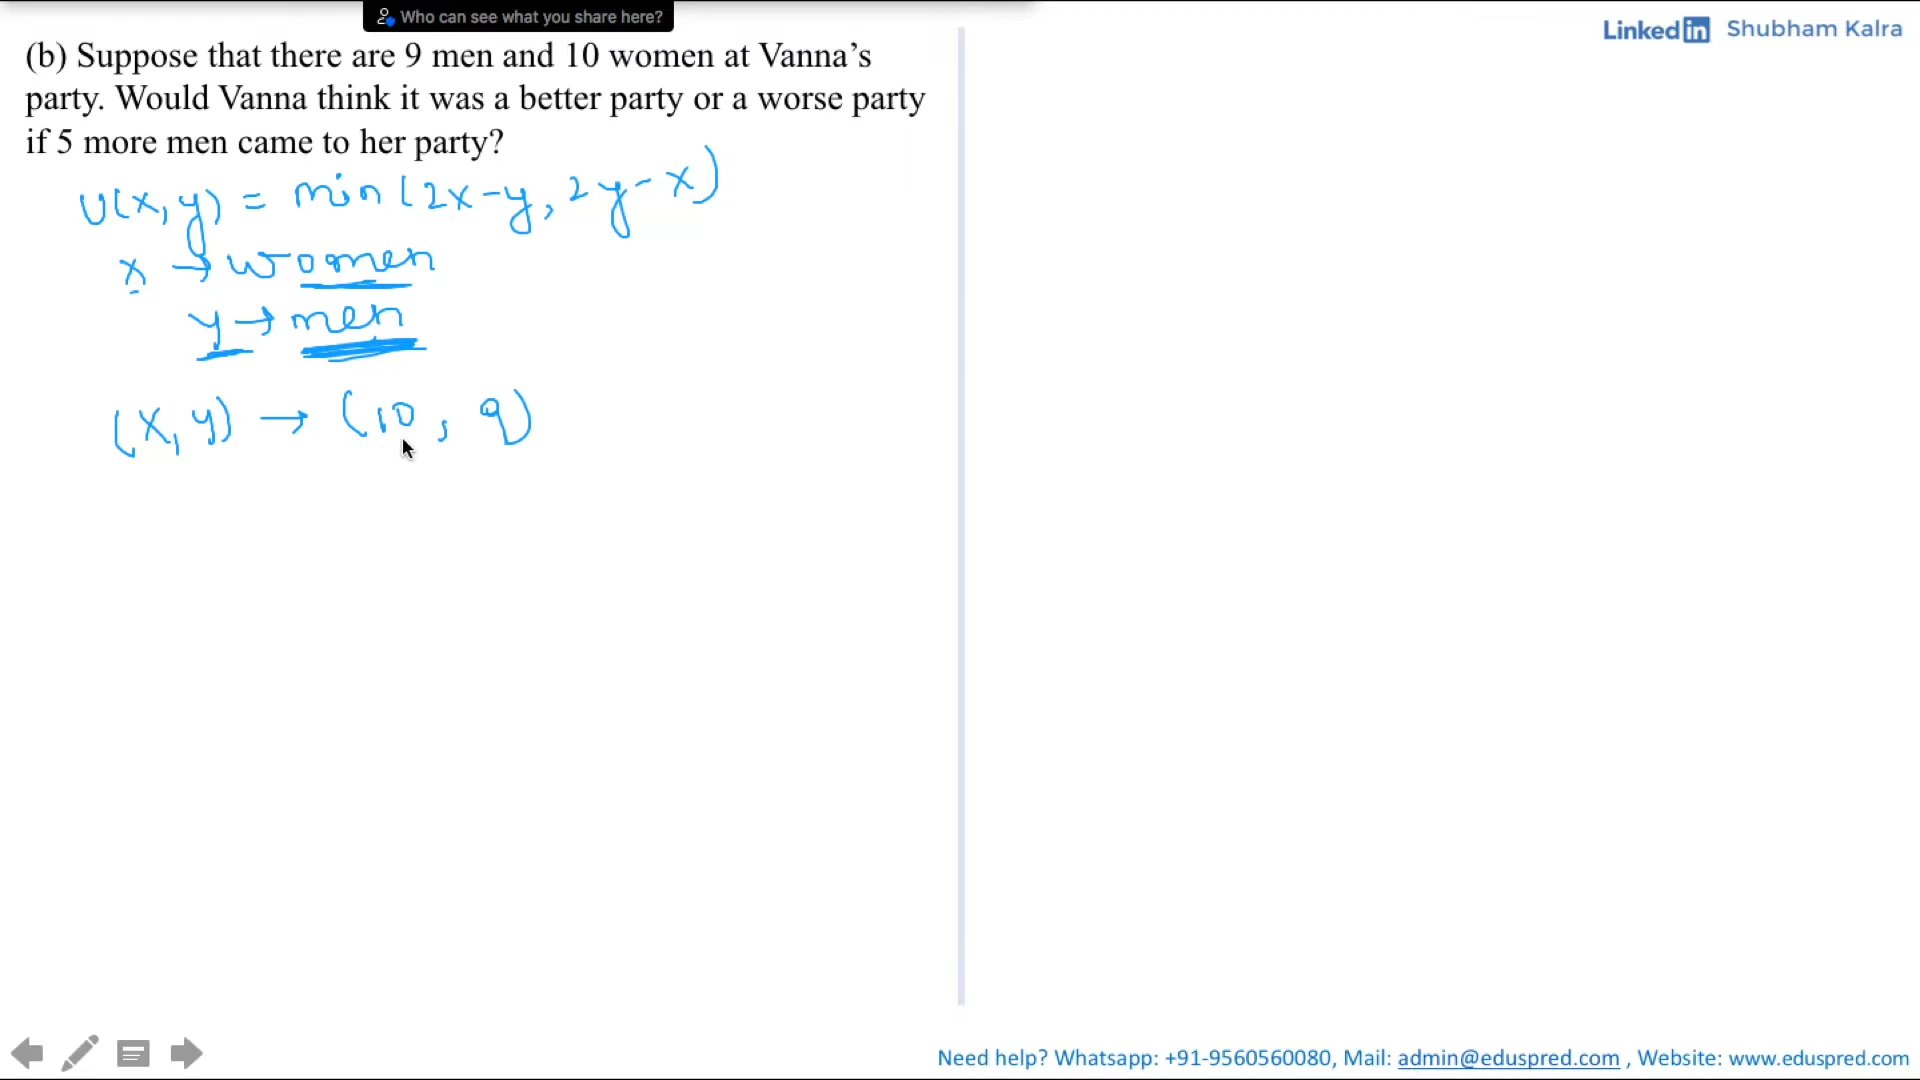 Who can see what you share here?
Linked in Shubham Kalra
(b) Suppose that there are 9 men and 10 women at Vanna’s
party. Would Vanna think it was a better party or a worse party
if 5 more men came to her party?
U(x, y) = min (2x-y, 2y-x)
x → women
y → men
(x, y) → (10, 9)
Need help? Whatsapp: +91-9560560080, Mail: admin@eduspred.com , Website: www.eduspred.com